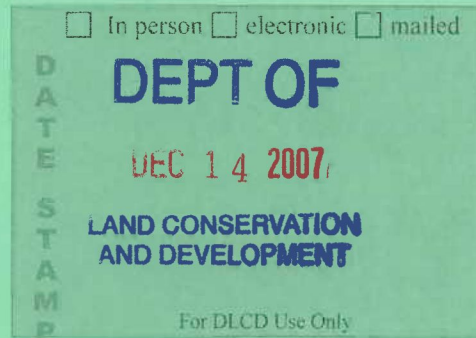 ☐ In person ☐ electronic ☐ mailed
DATE STAMP
DEPT OF
DEC 14 2007
LAND CONSERVATION
AND DEVELOPMENT
For DLCD Use Only